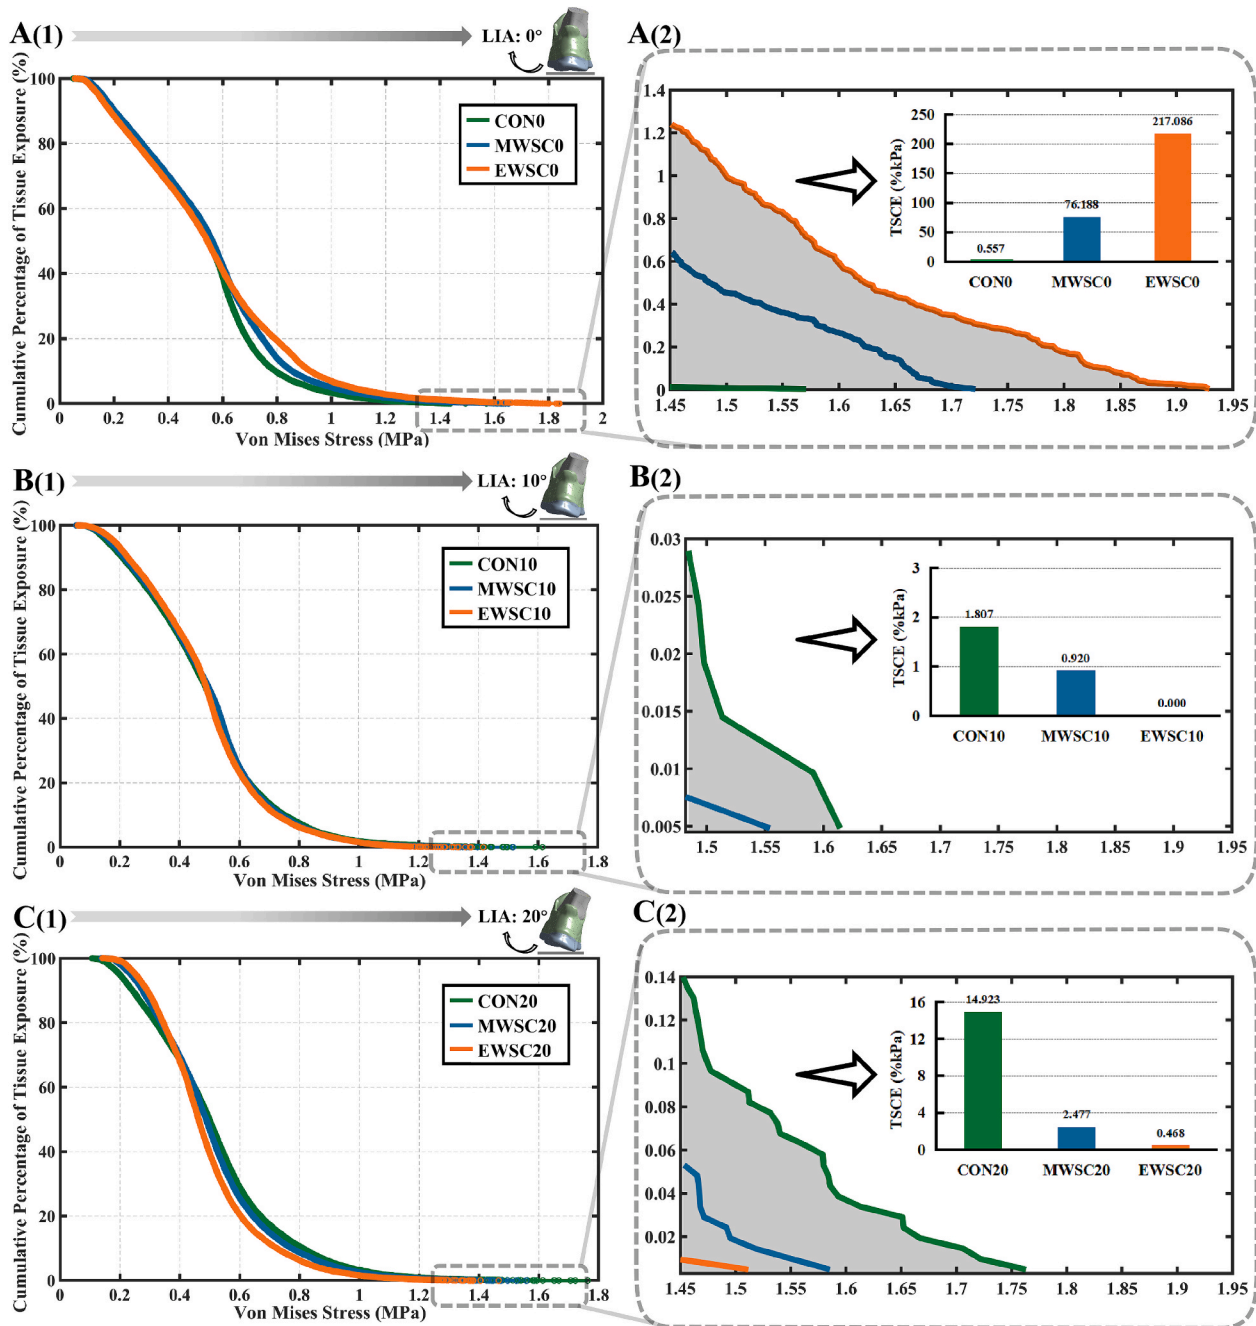 A(1)
LIA: 0°
Cumulative Percentage of Tissue Exposure (%)
100
80
60
40
20
0
CON0
MWSC0
EWSC0
0 0.2 0.4 0.6 0.8 1 1.2 1.4 1.6 1.8 2
Von Mises Stress (MPa)
A(2)
1.4
1.2
1
0.8
0.6
0.4
0.2
0
1.45 1.5 1.55 1.6 1.65 1.7 1.75 1.8 1.85 1.9 1.95
TSCE (%kPa)
250
200
150
100
50
0
0.557
76.188
217.086
CON0 MWSC0 EWSC0
B(1)
LIA: 10°
Cumulative Percentage of Tissue Exposure (%)
100
80
60
40
20
0
CON10
MWSC10
EWSC10
0 0.2 0.4 0.6 0.8 1 1.2 1.4 1.6 1.8
Von Mises Stress (MPa)
B(2)
0.03
0.025
0.02
0.015
0.01
0.005
1.5 1.55 1.6 1.65 1.7 1.75 1.8 1.85 1.9 1.95
TSCE (%kPa)
3
2
1
0
1.807
0.920
0.000
CON10 MWSC10 EWSC10
C(1)
LIA: 20°
Cumulative Percentage of Tissue Exposure (%)
100
80
60
40
20
0
CON20
MWSC20
EWSC20
0 0.2 0.4 0.6 0.8 1 1.2 1.4 1.6 1.8
Von Mises Stress (MPa)
C(2)
0.14
0.12
0.1
0.08
0.06
0.04
0.02
1.45 1.5 1.55 1.6 1.65 1.7 1.75 1.8 1.85 1.9 1.95
TSCE (%kPa)
16
12
8
4
0
14.923
2.477
0.468
CON20 MWSC20 EWSC20